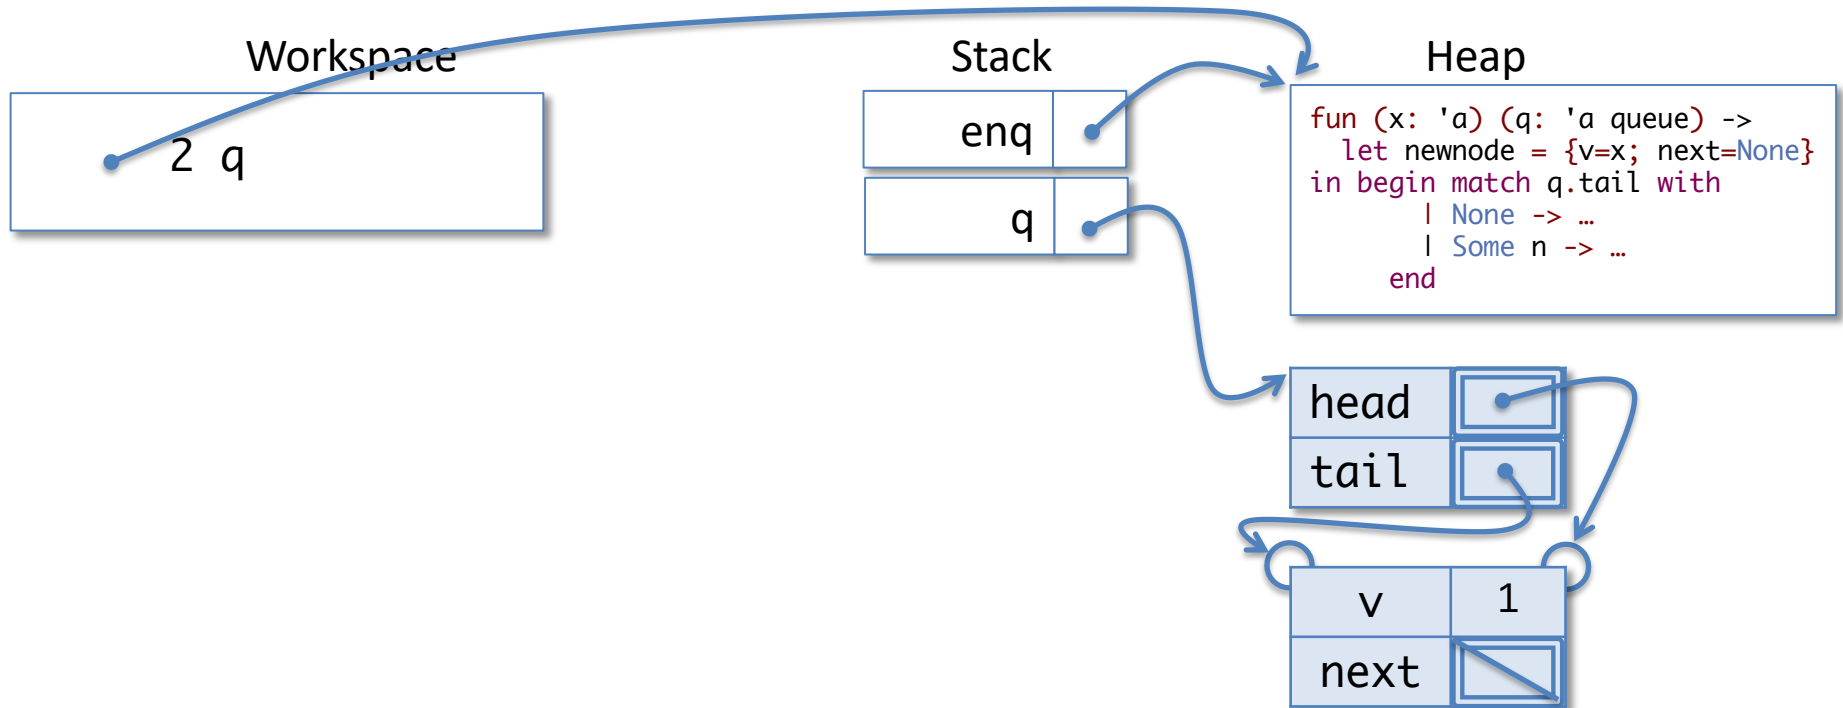 Workspace
Stack
Heap
2 q
enq
q
fun (x: 'a) (q: 'a queue) ->
let newnode = {v=x; next=None}
in begin match q.tail with
| None -> …
| Some n -> …
end
head
tail
v 1
next